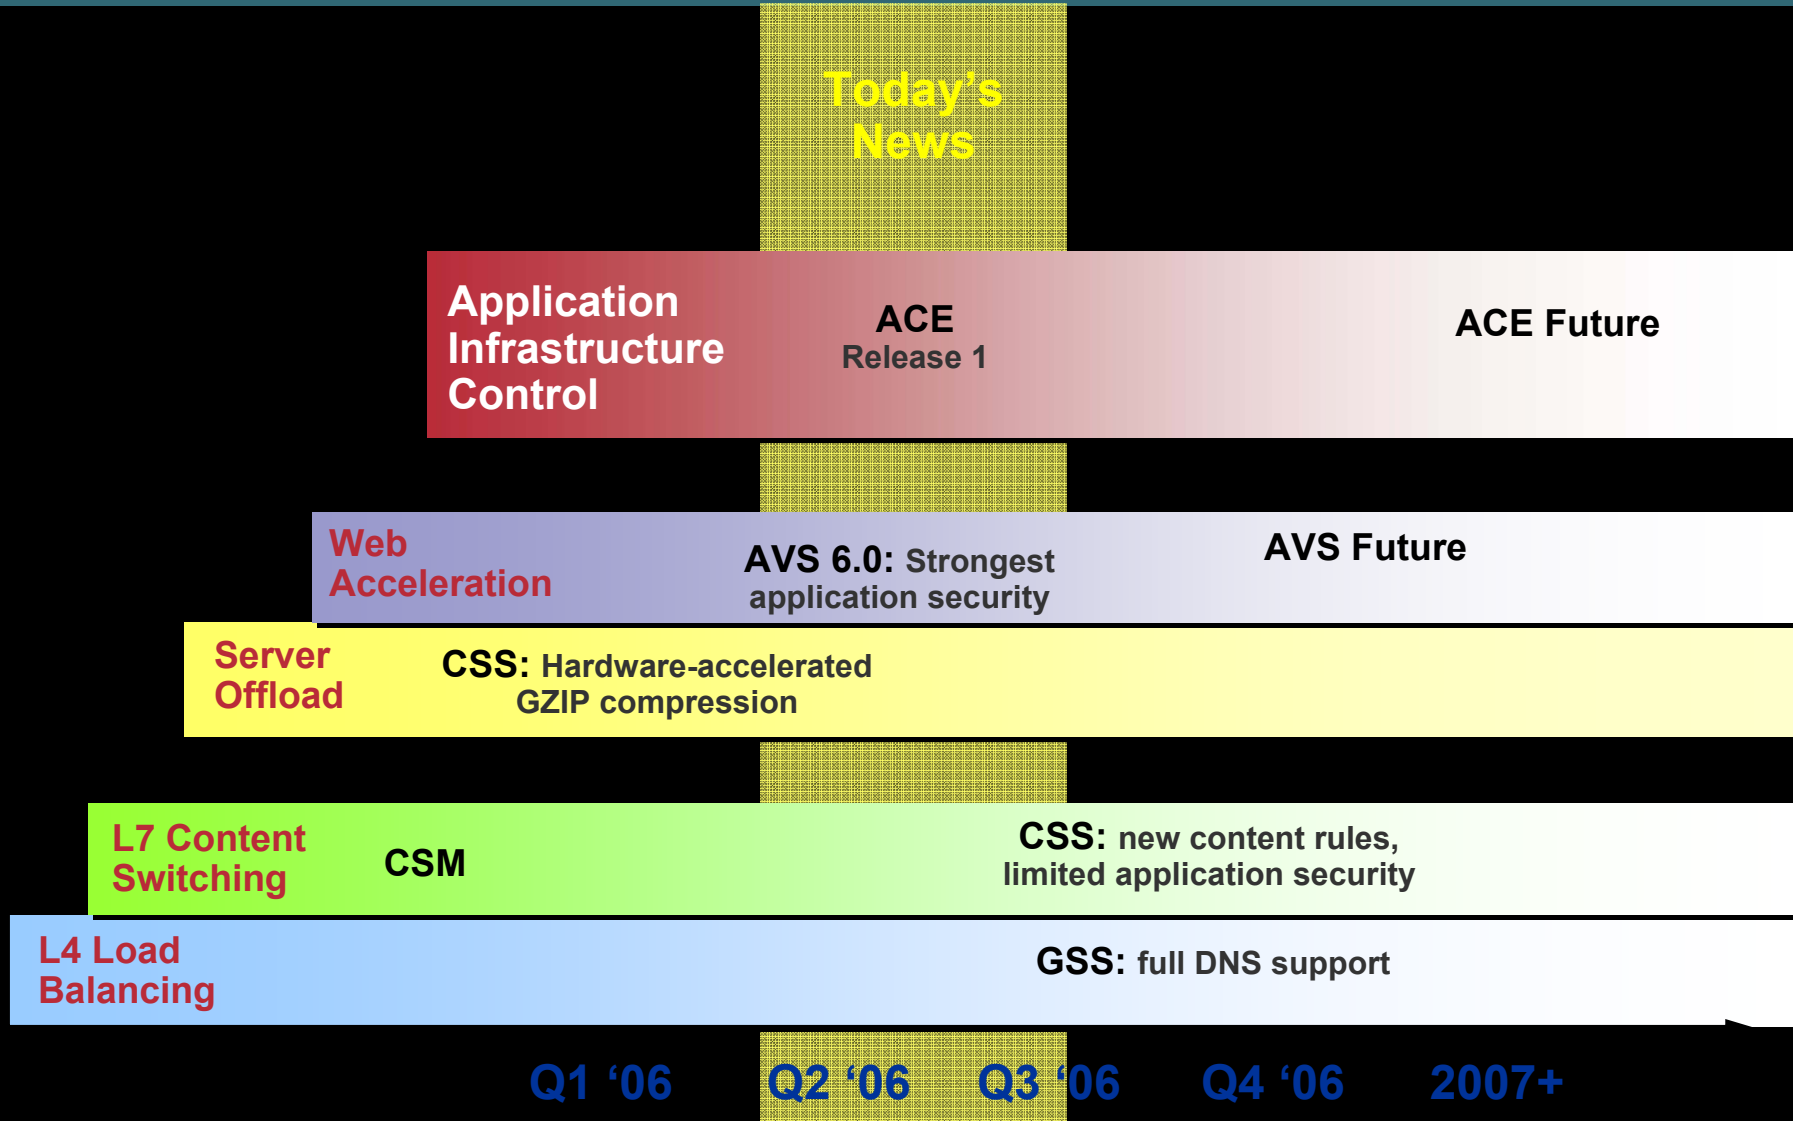 Today’s
News
Application
Infrastructure
Control
ACE
Release 1
ACE Future
Web
Acceleration
AVS 6.0: Strongest
application security
AVS Future
Server
Offload
CSS: Hardware-accelerated
GZIP compression
L7 Content
Switching
CSM
CSS: new content rules,
limited application security
L4 Load
Balancing
GSS: full DNS support
Q1 ‘06 Q2 ‘06 Q3 ‘06 Q4 ‘06 2007+